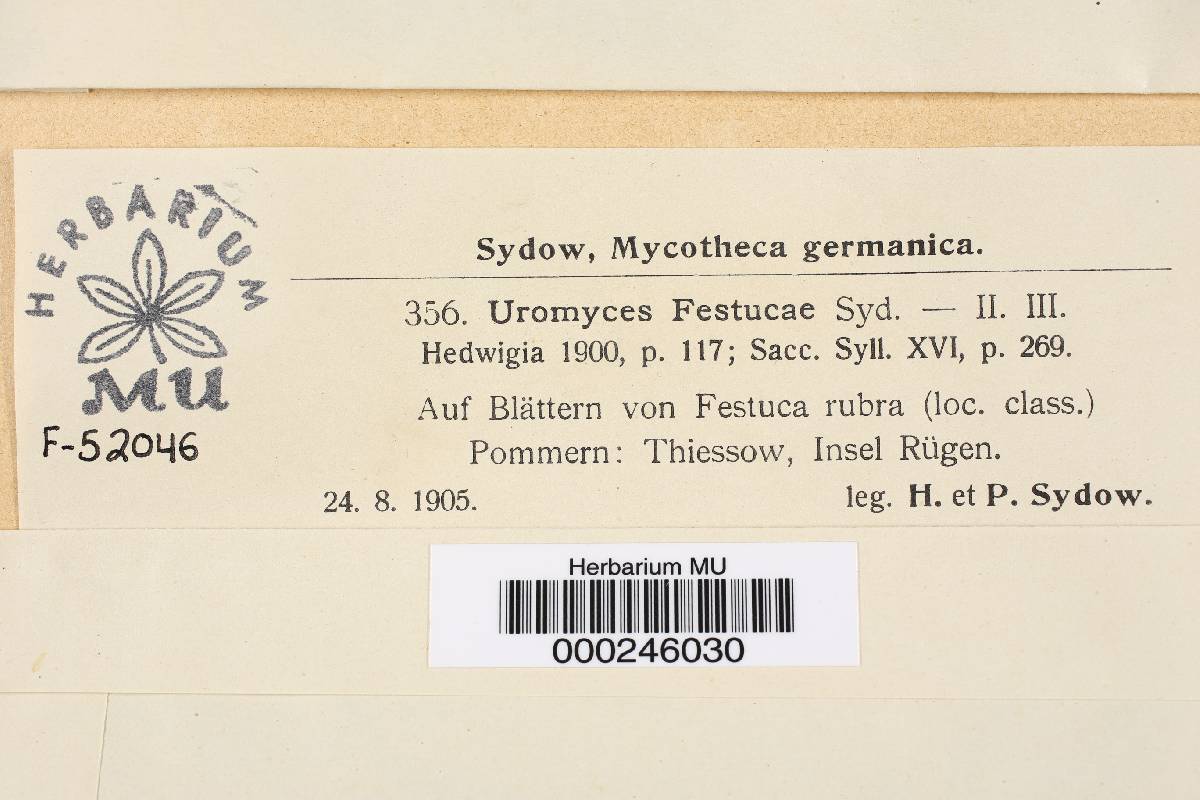 HERBARIUM
MU
F-52046
Sydow, Mycotheca germanica.
356. Uromyces Festucae Syd. — II. III.
Hedwigia 1900, p. 117; Sacc. Syll. XVI, p. 269.
Auf Blättern von Festuca rubra (loc. class.)
Pommern: Thiessow, Insel Rügen.
24. 8. 1905. leg. H. et P. Sydow.
Herbarium MU
000246030